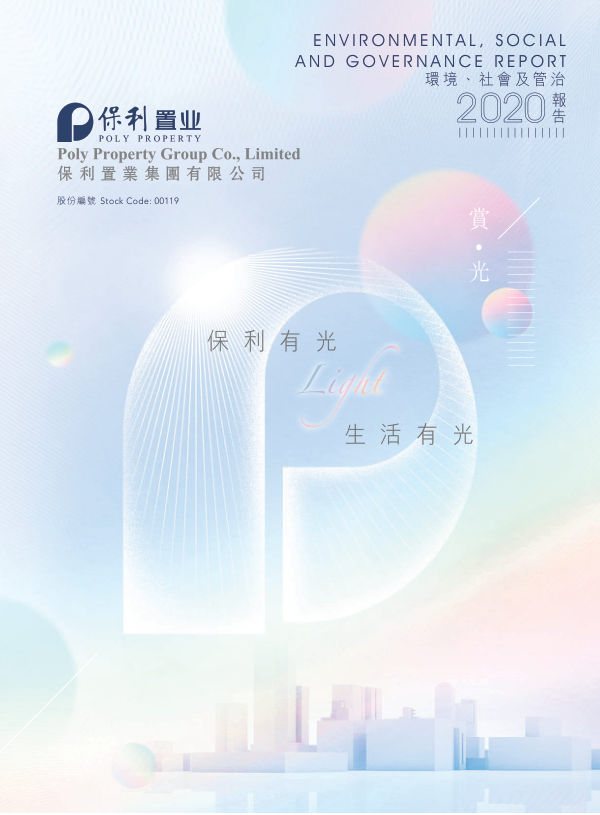 ENVIRONMENTAL, SOCIAL
AND GOVERNANCE REPORT
環境、社會及管治
2020 報告
保利置业
POLY PROPERTY
Poly Property Group Co., Limited
保利置業集團有限公司
股份編號 Stock Code: 00119
賞・光
保利有光
Light
生活有光